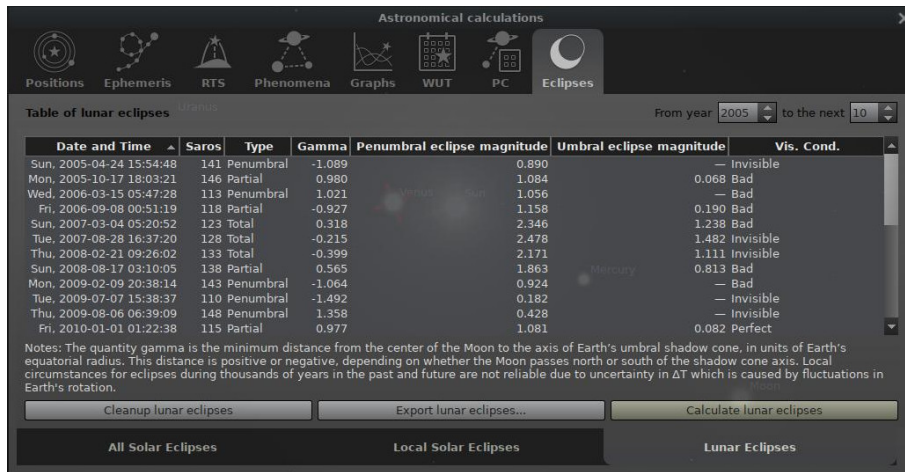 Astronomical calculations
Positions Ephemeris RTS Phenomena Graphs WUT PC Eclipses
Table of lunar eclipses Uranus From year 2005 to the next 10
Date and Time Saros Type Gamma Penumbral eclipse magnitude Umbral eclipse magnitude Vis. Cond.
Sun, 2005-04-24 15:54:48 141 Penumbral -1.089 0.890 — Invisible
Mon, 2005-10-17 18:03:21 146 Partial 0.980 1.084 0.068 Bad
Wed, 2006-03-15 05:47:28 113 Penumbral 1.021 1.056 — Bad
Venus Sun
Fri, 2006-09-08 00:51:19 118 Partial -0.927 1.158 0.190 Bad
Sun, 2007-03-04 05:20:52 123 Total 0.318 2.346 1.238 Bad
Tue, 2007-08-28 16:37:20 128 Total -0.215 2.478 1.482 Invisible
Thu, 2008-02-21 09:26:02 133 Total -0.399 2.171 1.111 Invisible
Sun, 2008-08-17 03:10:05 138 Partial 0.565 1.863 0.813 Bad
Mercury
Mon, 2009-02-09 20:38:14 143 Penumbral -1.064 0.924 — Bad
Tue, 2009-07-07 15:38:37 110 Penumbral -1.492 0.182 — Invisible
Thu, 2009-08-06 06:39:09 148 Penumbral 1.358 0.428 — Invisible
Fri, 2010-01-01 01:22:38 115 Partial 0.977 1.081 0.082 Perfect
Notes: The quantity gamma is the minimum distance from the center of the Moon to the axis of Earth's umbral shadow cone, in units of Earth's
equatorial radius. This distance is positive or negative, depending on whether the Moon passes north or south of the shadow cone axis. Local
circumstances for eclipses during thousands of years in the past and future are not reliable due to uncertainty in ΔT which is caused by fluctuations in
Earth's rotation.
Moon
Cleanup lunar eclipses Export lunar eclipses... Calculate lunar eclipses
All Solar Eclipses Local Solar Eclipses Lunar Eclipses